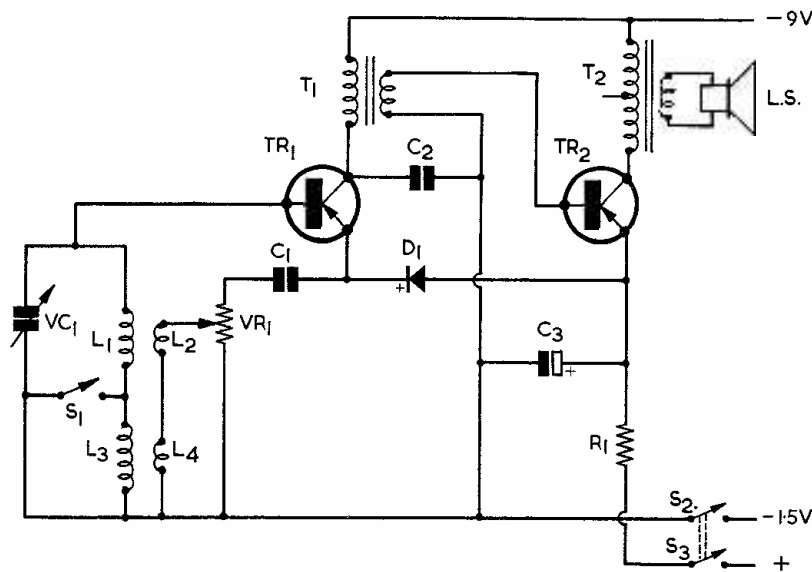 −9V
T1
T2
L.S.
TR1
C2
TR2
C1
D1
+
VC1
L1
L2
VR1
C3
+
S1
L3
L4
R1
S2.
−1·5V
S3
+